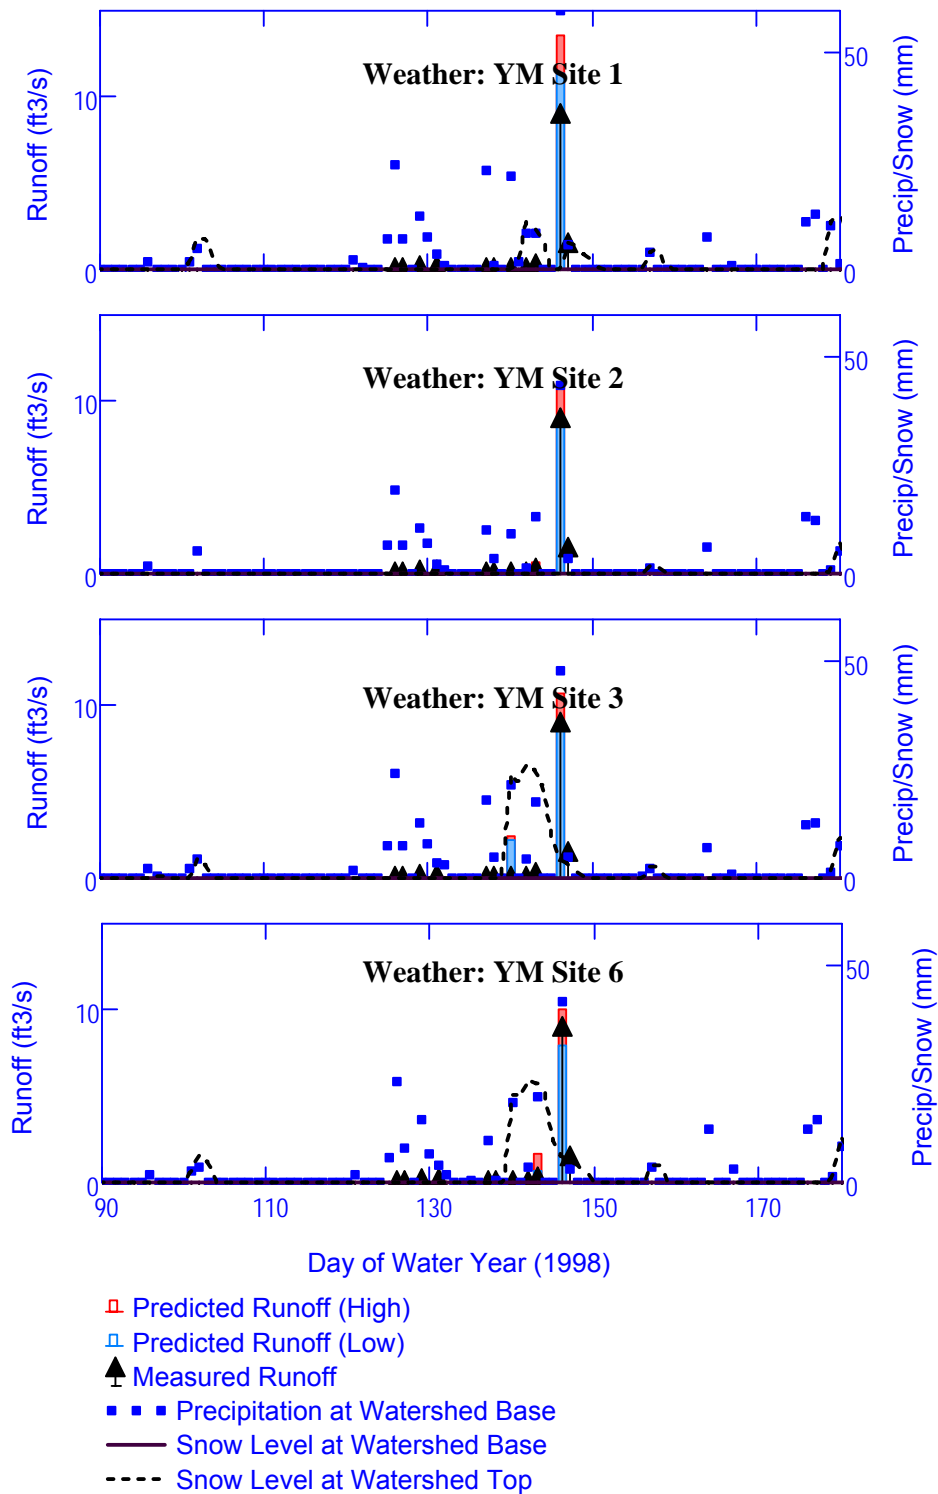 Weather: YM Site 1
Runoff (ft3/s)
10
0
50
0
Precip/Snow (mm)
Weather: YM Site 2
Runoff (ft3/s)
10
0
50
0
Precip/Snow (mm)
Weather: YM Site 3
Runoff (ft3/s)
10
0
50
0
Precip/Snow (mm)
Weather: YM Site 6
Runoff (ft3/s)
10
0
50
0
Precip/Snow (mm)
90 110 130 150 170
Day of Water Year (1998)
Predicted Runoff (High)
Predicted Runoff (Low)
Measured Runoff
Precipitation at Watershed Base
Snow Level at Watershed Base
Snow Level at Watershed Top